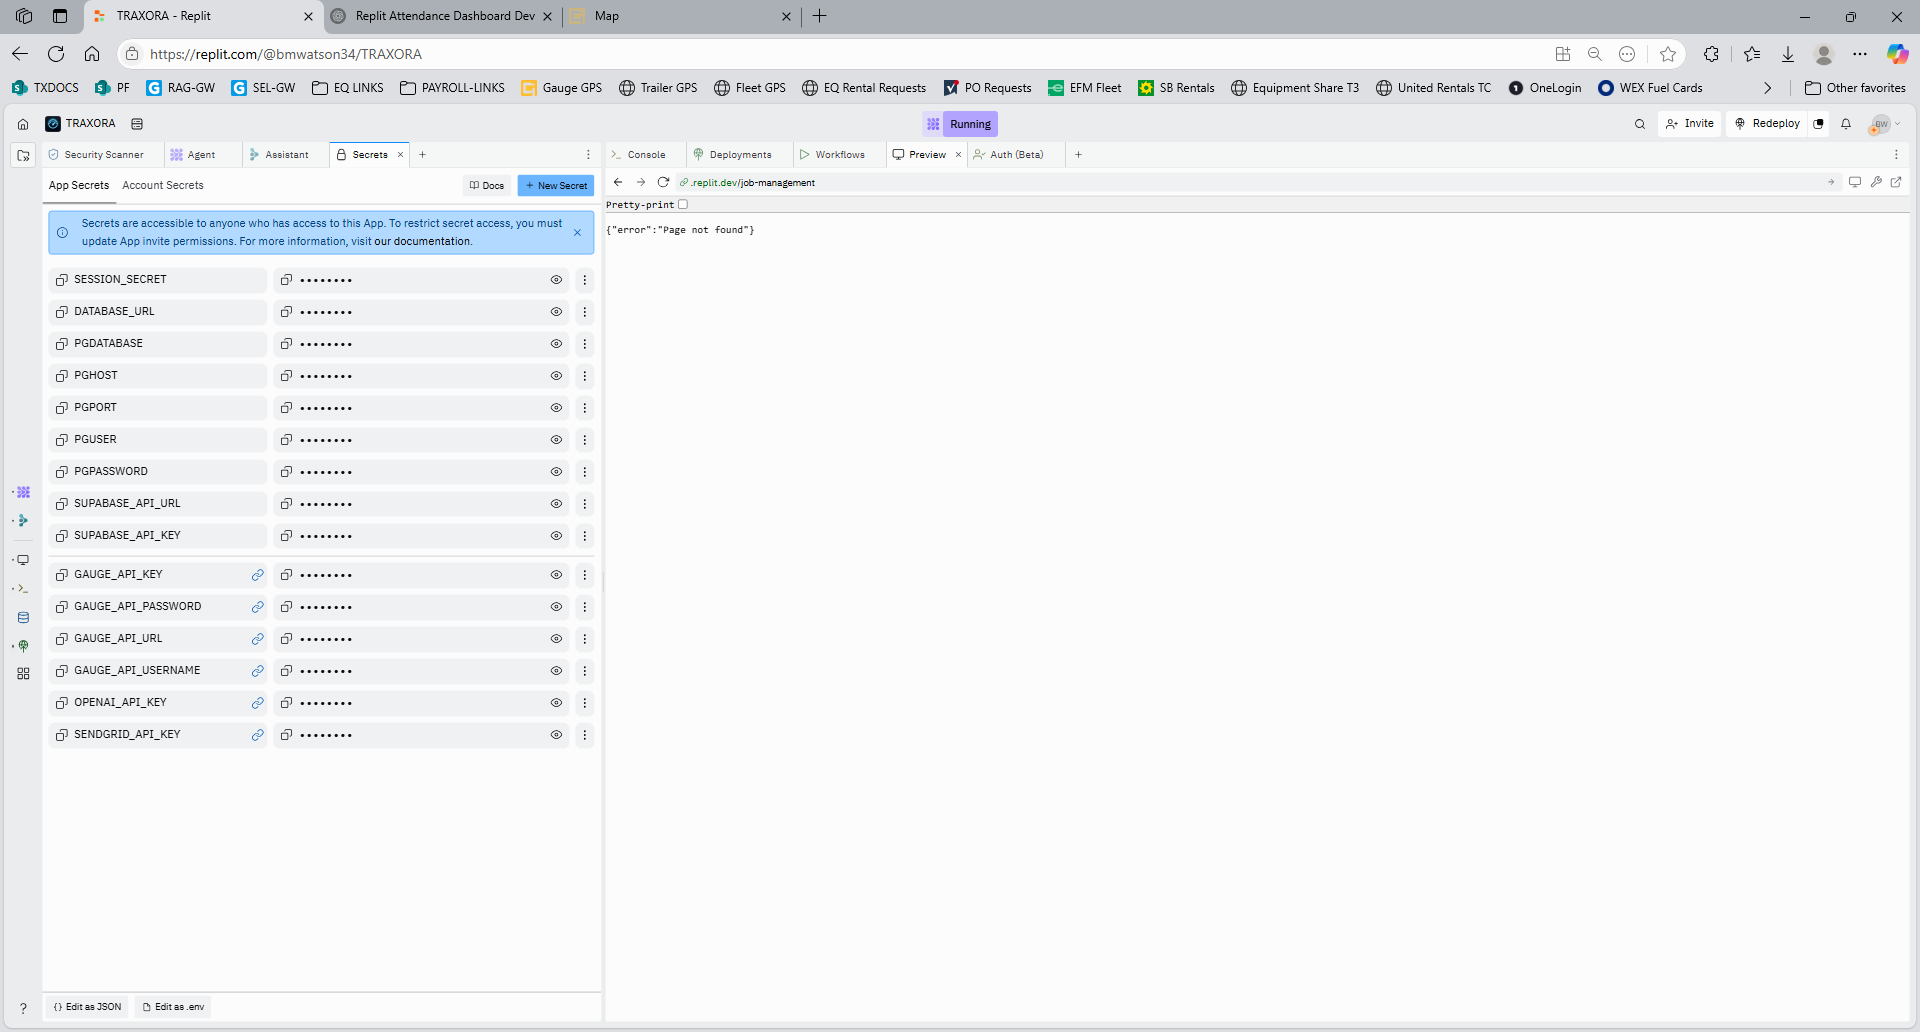 TRAXORA - Replit
Replit Attendance Dashboard Dev
Map
https://replit.com/@bmwatson34/TRAXORA
TXDOCS
PF
RAG-GW
SEL-GW
EQ LINKS
PAYROLL-LINKS
Gauge GPS
Trailer GPS
Fleet GPS
EQ Rental Requests
PO Requests
EFM Fleet
SB Rentals
Equipment Share T3
United Rentals TC
OneLogin
WEX Fuel Cards
Other favorites
TRAXORA
Running
Invite
Redeploy
BW
Security Scanner
Agent
Assistant
Secrets
Console
Deployments
Workflows
Preview
Auth (Beta)
App Secrets
Account Secrets
Docs
+ New Secret
.replit.dev/job-management
Pretty-print
{"error":"Page not found"}
Secrets are accessible to anyone who has access to this App. To restrict secret access, you must
update App invite permissions. For more information, visit our documentation.
SESSION_SECRET ••••••••
DATABASE_URL ••••••••
PGDATABASE ••••••••
PGHOST ••••••••
PGPORT ••••••••
PGUSER ••••••••
PGPASSWORD ••••••••
SUPABASE_API_URL ••••••••
SUPABASE_API_KEY ••••••••
GAUGE_API_KEY ••••••••
GAUGE_API_PASSWORD ••••••••
GAUGE_API_URL ••••••••
GAUGE_API_USERNAME ••••••••
OPENAI_API_KEY ••••••••
SENDGRID_API_KEY ••••••••
{} Edit as JSON
Edit as .env
?